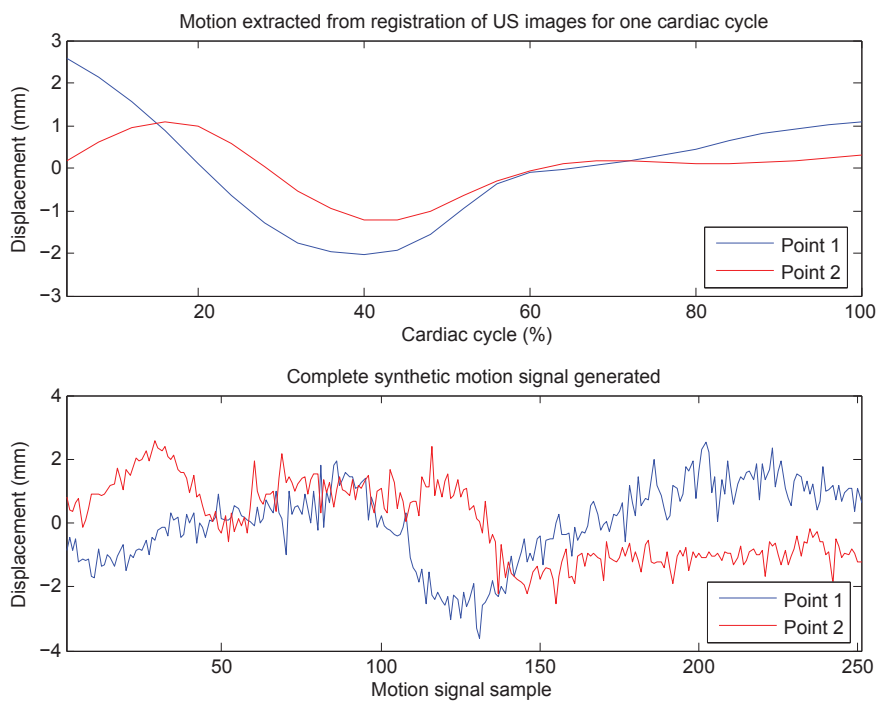 Motion extracted from registration of US images for one cardiac cycle
3
2
1
0
−1
−2
−3
Displacement (mm)
20
40
60
80
100
Cardiac cycle (%)
Point 1
Point 2
Complete synthetic motion signal generated
4
2
0
−2
−4
Displacement (mm)
50
100
150
200
250
Motion signal sample
Point 1
Point 2